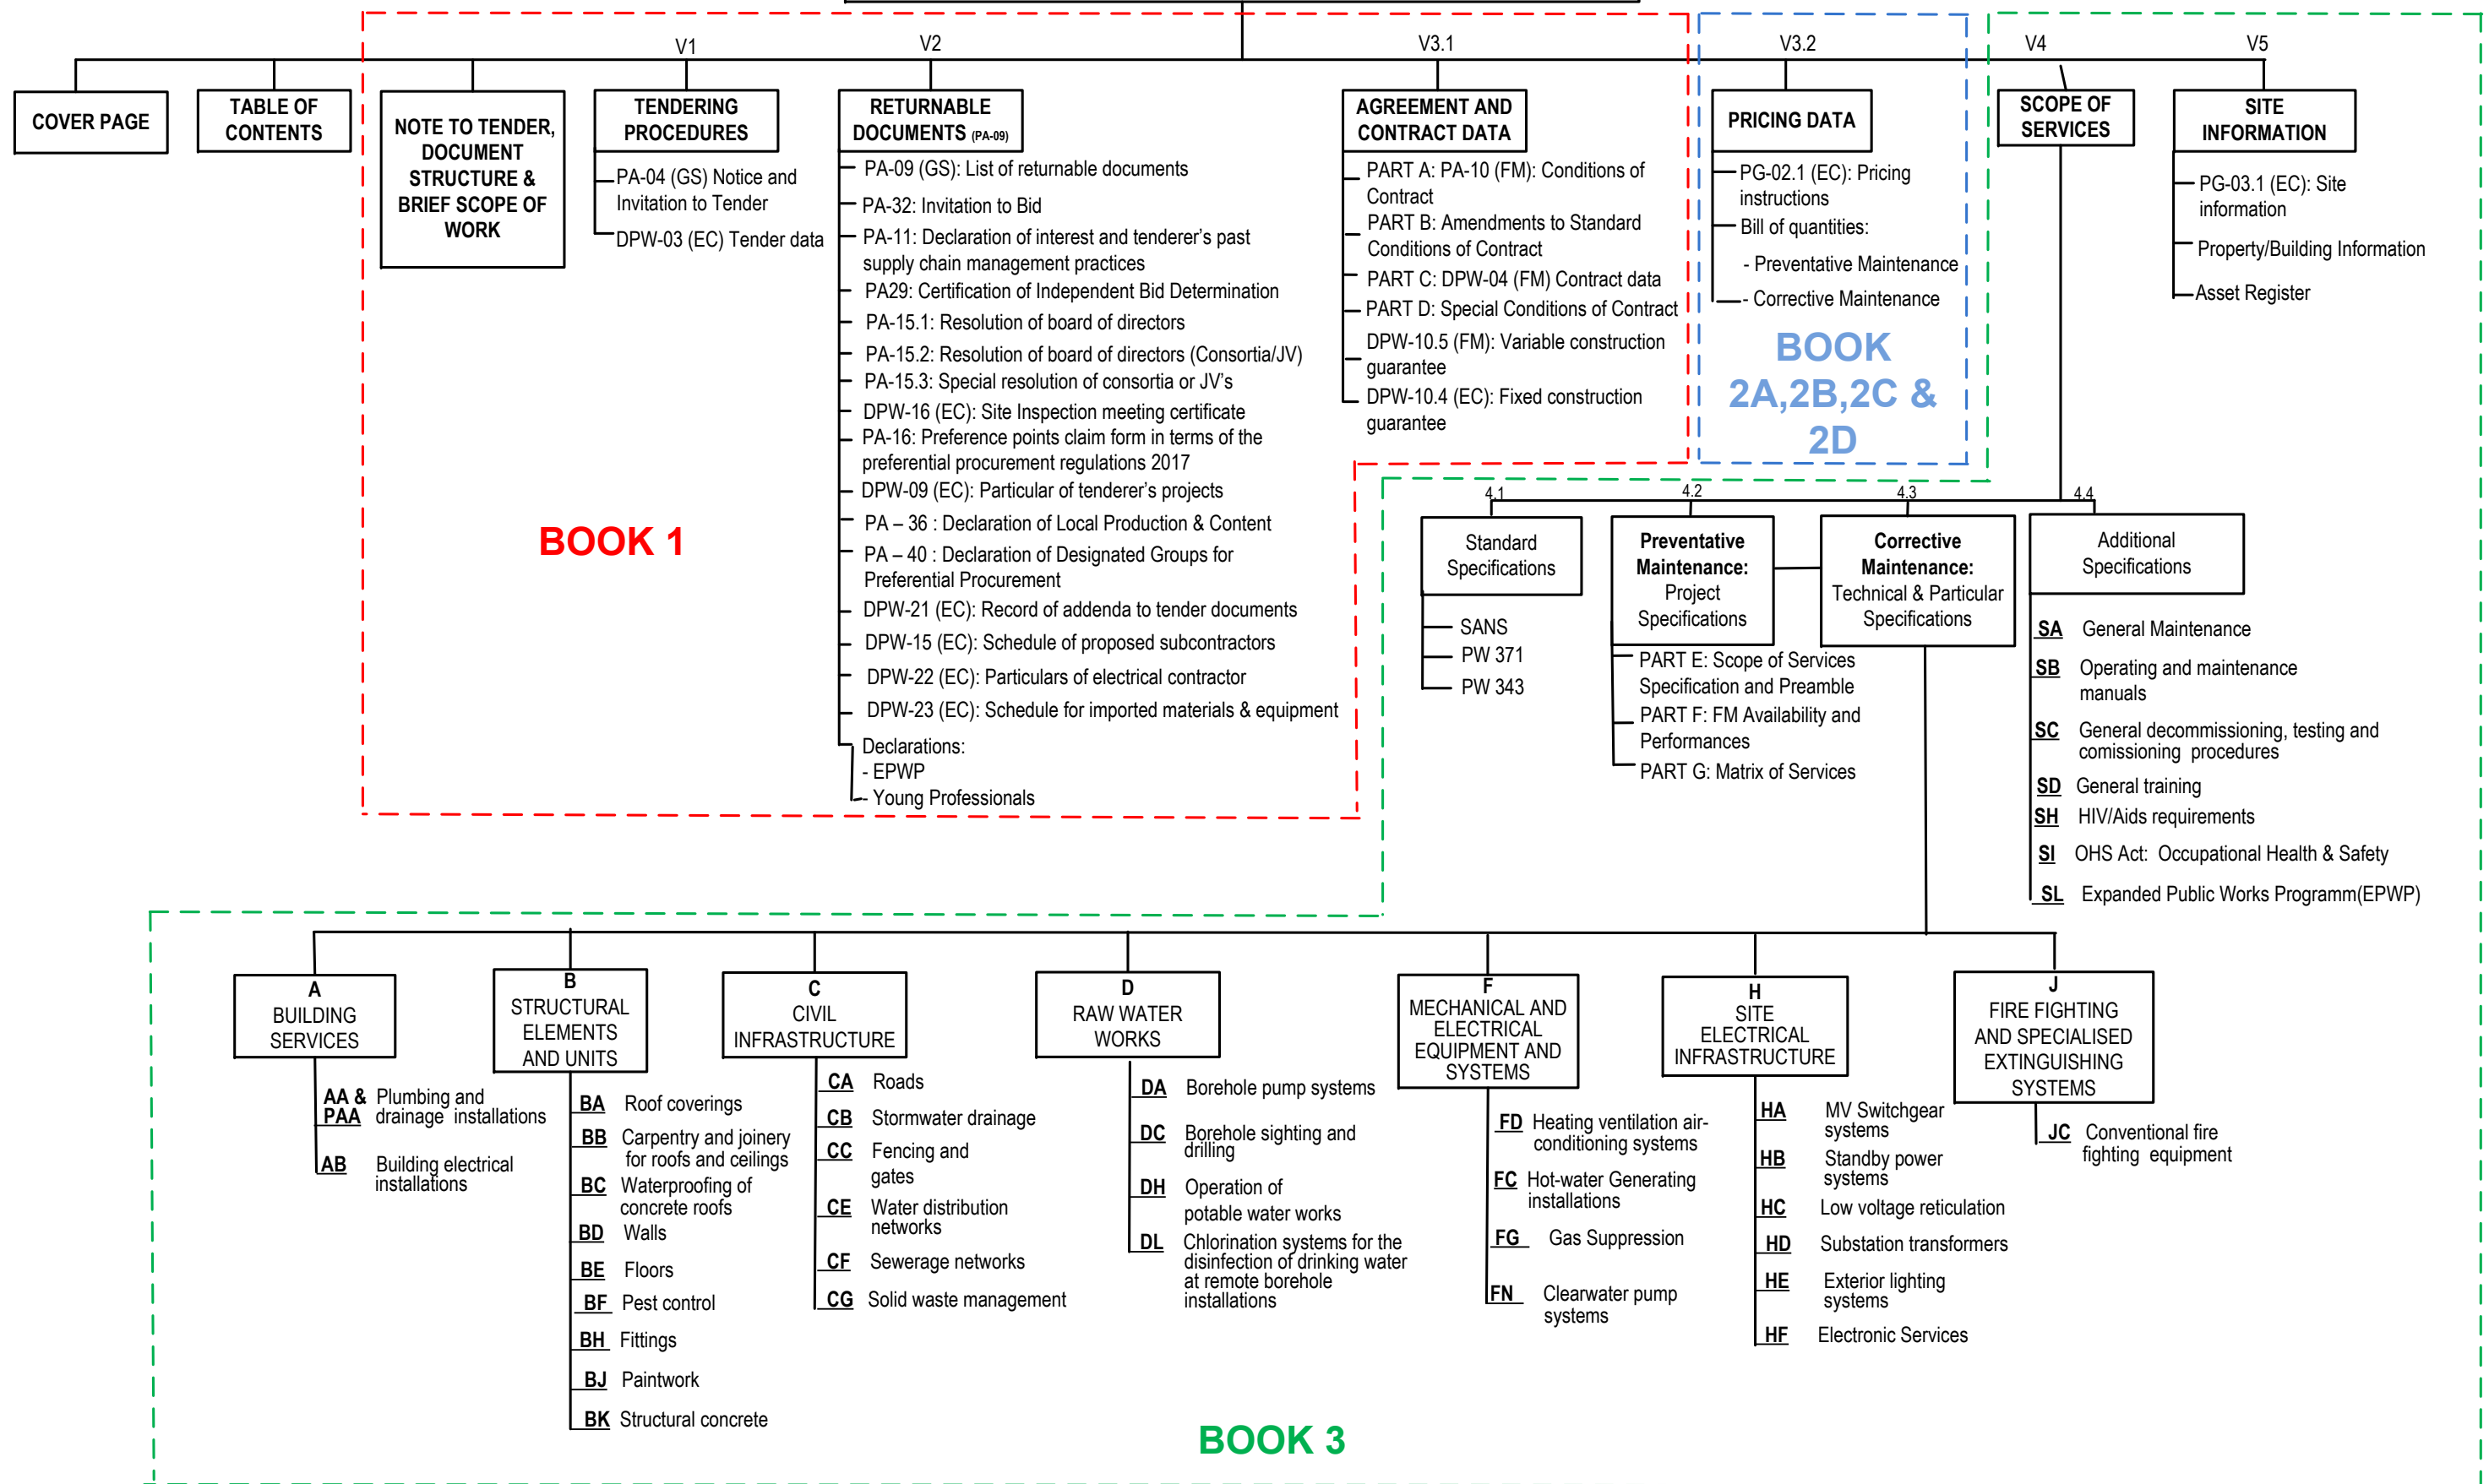 V1
V2
V3.1
V3.2
V4
V5
COVER PAGE
TABLE OF
CONTENTS
NOTE TO TENDER,
DOCUMENT
STRUCTURE &
BRIEF SCOPE OF
WORK
TENDERING
PROCEDURES
PA-04 (GS) Notice and
Invitation to Tender
DPW-03 (EC) Tender data
RETURNABLE
DOCUMENTS (PA-09)
PA-09 (GS): List of returnable documents
PA-32: Invitation to Bid
PA-11: Declaration of interest and tenderer's past
supply chain management practices
PA29: Certification of Independent Bid Determination
PA-15.1: Resolution of board of directors
PA-15.2: Resolution of board of directors (Consortia/JV)
PA-15.3: Special resolution of consortia or JV's
DPW-16 (EC): Site Inspection meeting certificate
PA-16: Preference points claim form in terms of the
preferential procurement regulations 2017
DPW-09 (EC): Particular of tenderer's projects
PA – 36 : Declaration of Local Production & Content
PA – 40 : Declaration of Designated Groups for
Preferential Procurement
DPW-21 (EC): Record of addenda to tender documents
DPW-15 (EC): Schedule of proposed subcontractors
DPW-22 (EC): Particulars of electrical contractor
DPW-23 (EC): Schedule for imported materials & equipment
Declarations:
- EPWP
- Young Professionals
BOOK 1
AGREEMENT AND
CONTRACT DATA
PART A: PA-10 (FM): Conditions of
Contract
PART B: Amendments to Standard
Conditions of Contract
PART C: DPW-04 (FM) Contract data
PART D: Special Conditions of Contract
DPW-10.5 (FM): Variable construction
guarantee
DPW-10.4 (EC): Fixed construction
guarantee
PRICING DATA
PG-02.1 (EC): Pricing
instructions
Bill of quantities:
- Preventative Maintenance
- Corrective Maintenance
BOOK
2A,2B,2C &
2D
SCOPE OF
SERVICES
SITE
INFORMATION
PG-03.1 (EC): Site
information
Property/Building Information
Asset Register
4.1
4.2
4.3
4.4
Standard
Specifications
SANS
PW 371
PW 343
Preventative
Maintenance:
Project
Specifications
PART E: Scope of Services
Specification and Preamble
PART F: FM Availability and
Performances
PART G: Matrix of Services
Corrective
Maintenance:
Technical & Particular
Specifications
Additional
Specifications
SA General Maintenance
SB Operating and maintenance
manuals
SC General decommissioning, testing and
comissioning procedures
SD General training
SH HIV/Aids requirements
SI OHS Act: Occupational Health & Safety
SL Expanded Public Works Programm(EPWP)
A
BUILDING
SERVICES
AA & Plumbing and
PAA drainage installations
AB Building electrical
installations
B
STRUCTURAL
ELEMENTS
AND UNITS
BA Roof coverings
BB Carpentry and joinery
for roofs and ceilings
BC Waterproofing of
concrete roofs
BD Walls
BE Floors
BF Pest control
BH Fittings
BJ Paintwork
BK Structural concrete
C
CIVIL
INFRASTRUCTURE
CA Roads
CB Stormwater drainage
CC Fencing and
gates
CE Water distribution
networks
CF Sewerage networks
CG Solid waste management
D
RAW WATER
WORKS
DA Borehole pump systems
DC Borehole sighting and
drilling
DH Operation of
potable water works
DL Chlorination systems for the
disinfection of drinking water
at remote borehole
installations
F
MECHANICAL AND
ELECTRICAL
EQUIPMENT AND
SYSTEMS
FD Heating ventilation air-
conditioning systems
FC Hot-water Generating
installations
FG Gas Suppression
FN Clearwater pump
systems
H
SITE
ELECTRICAL
INFRASTRUCTURE
HA MV Switchgear
systems
HB Standby power
systems
HC Low voltage reticulation
HD Substation transformers
HE Exterior lighting
systems
HF Electronic Services
J
FIRE FIGHTING
AND SPECIALISED
EXTINGUISHING
SYSTEMS
JC Conventional fire
fighting equipment
BOOK 3